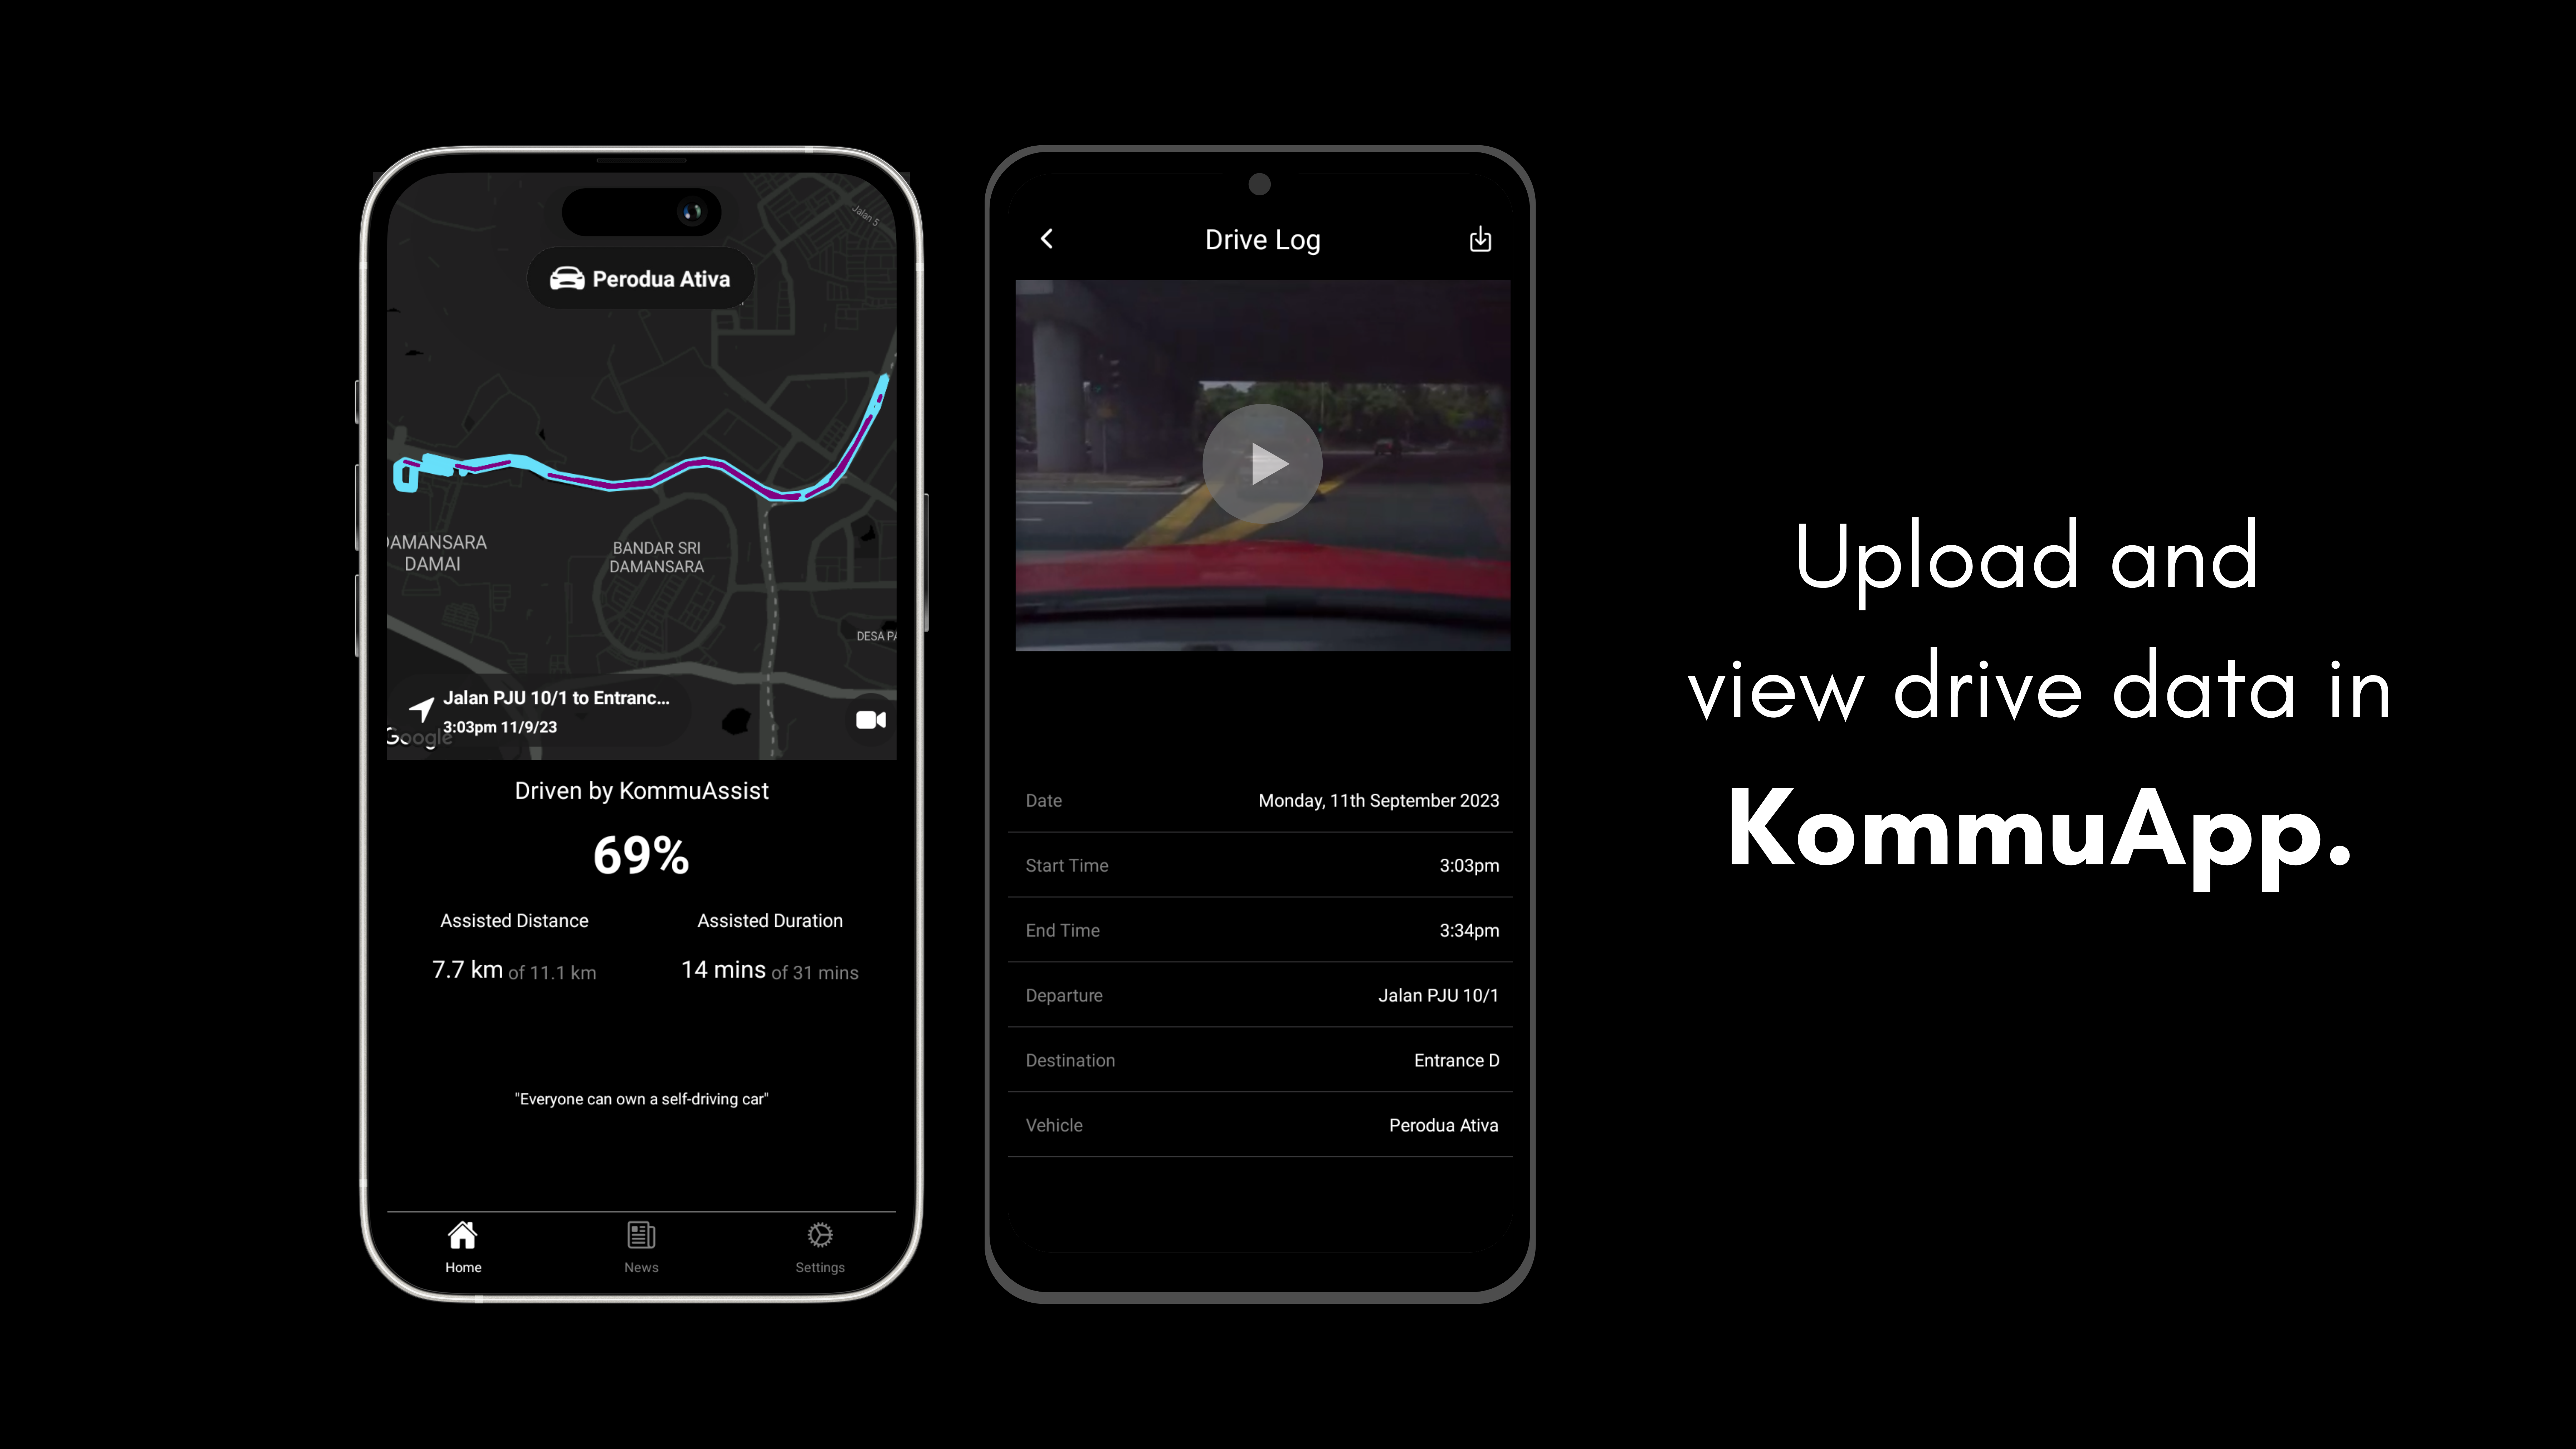 Jalan 5
Perodua Ativa
DAMANSARA
DAMAI
BANDAR SRI
DAMANSARA
DESA PA
Jalan PJU 10/1 to Entranc...
3:03pm 11/9/23
Google
Driven by KommuAssist
69%
Assisted Distance
7.7 km of 11.1 km
Assisted Duration
14 mins of 31 mins
"Everyone can own a self-driving car"
Home
News
Settings
Drive Log
Date
Monday, 11th September 2023
Start Time
3:03pm
End Time
3:34pm
Departure
Jalan PJU 10/1
Destination
Entrance D
Vehicle
Perodua Ativa
Upload and
view drive data in
KommuApp.